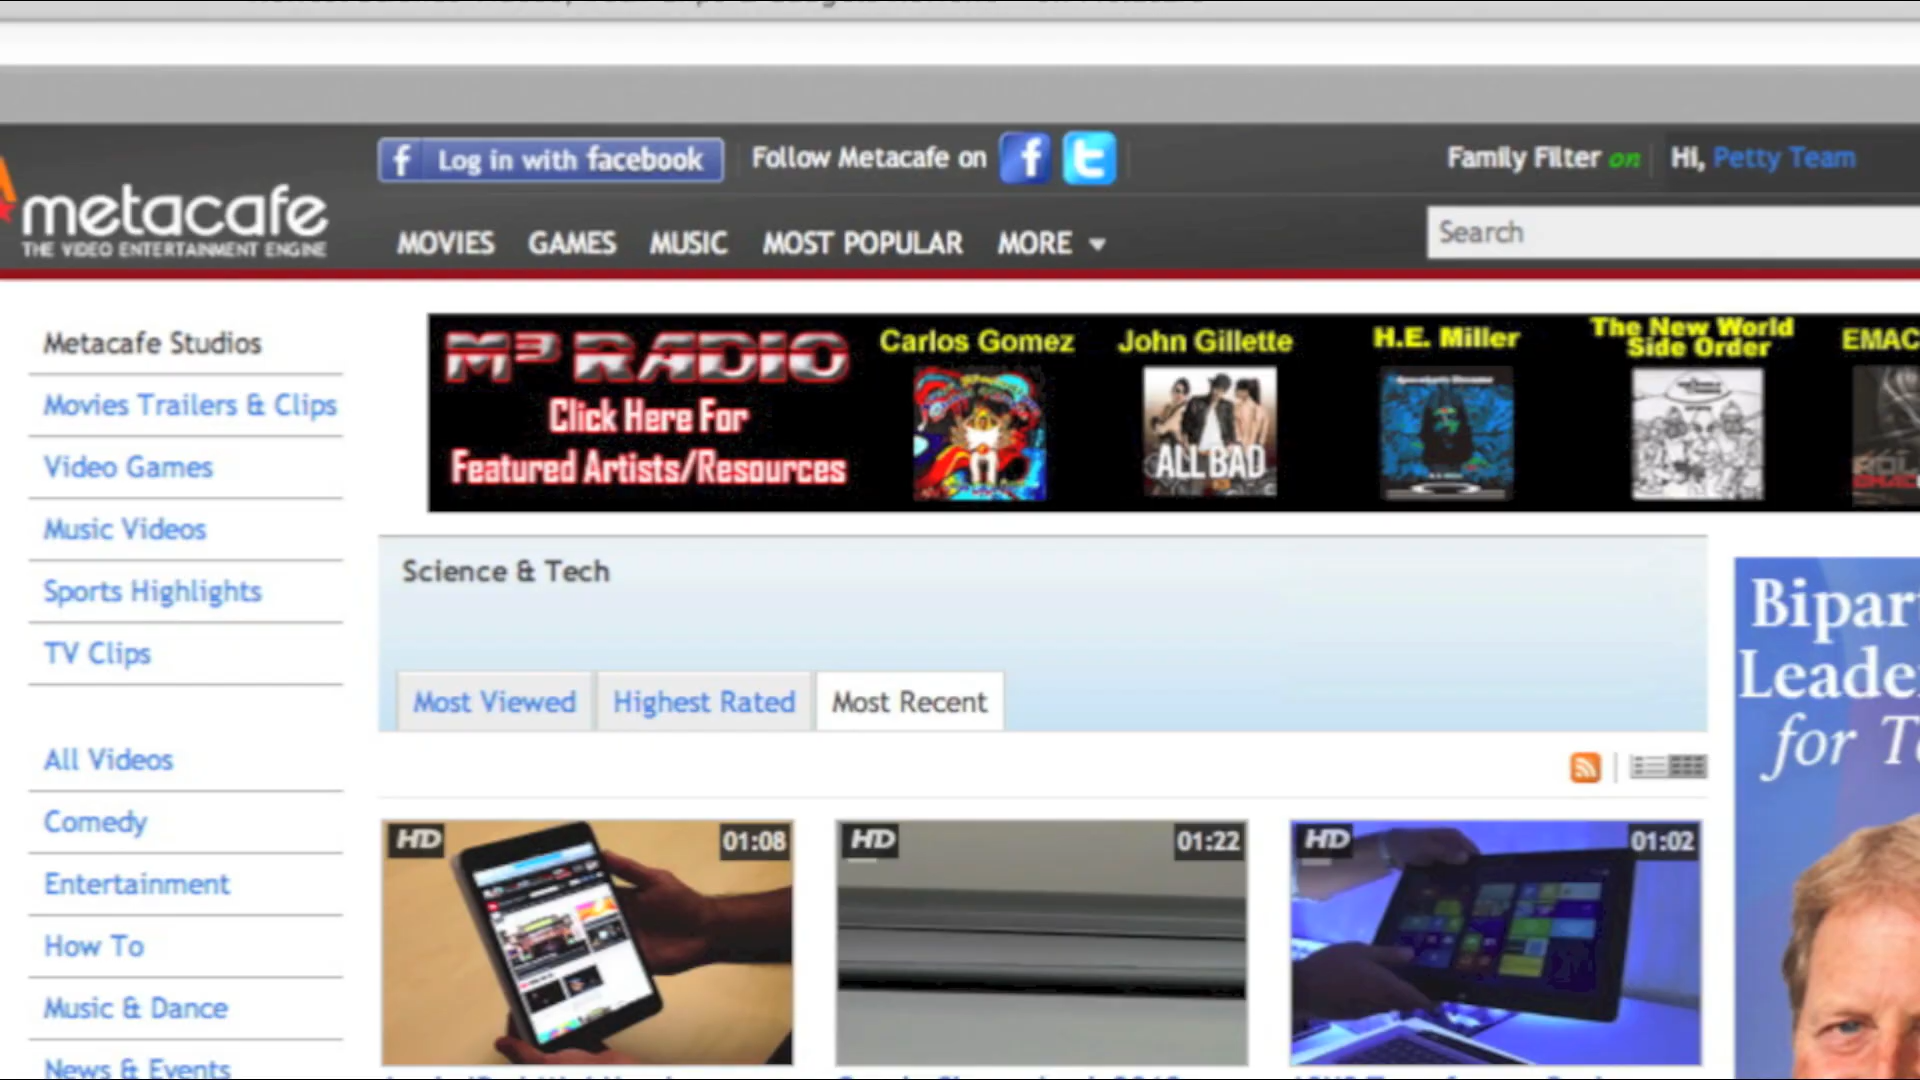 Log in with facebook
Follow Metacafe on
Family Filter on
Hi, Petty Team
metacafe
THE VIDEO ENTERTAINMENT ENGINE
MOVIES GAMES MUSIC MOST POPULAR MORE
Search
Metacafe Studios
Movies Trailers & Clips
Video Games
Music Videos
Sports Highlights
TV Clips
All Videos
Comedy
Entertainment
How To
Music & Dance
News & Events
M3 RADIO
Click Here For
Featured Artists/Resources
Carlos Gomez
John Gillette
ALL BAD
H.E. Miller
The New World
Side Order
EMAC
Science & Tech
Most Viewed
Highest Rated
Most Recent
HD
01:08
HD
01:22
HD
01:02
for